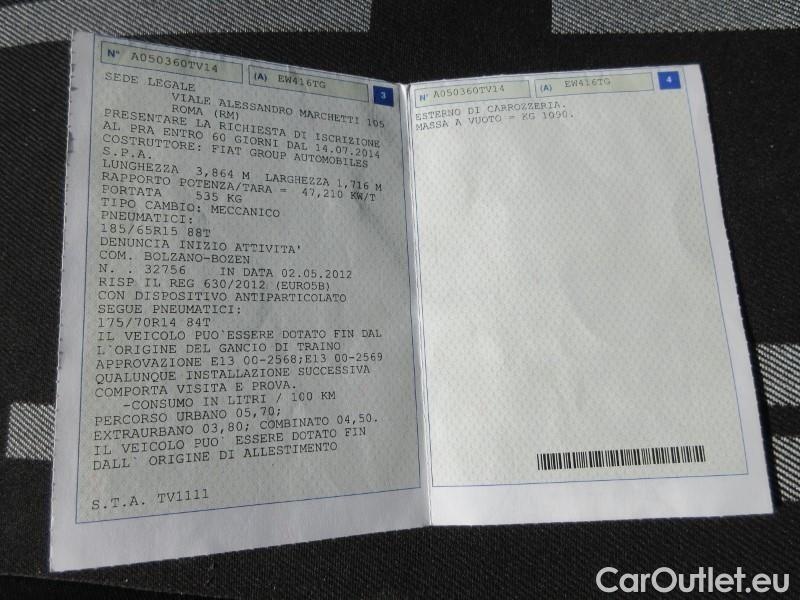 N° A050360TV14 (A) EW416TG 3
SEDE LEGALE
VIALE ALESSANDRO MARCHETTI 105
ROMA (RM)
PRESENTARE LA RICHIESTA DI ISCRIZIONE
AL PRA ENTRO 60 GIORNI DAL 14.07.2014
COSTRUTTORE: FIAT GROUP AUTOMOBILES
S.P.A.
LUNGHEZZA 3,864 M LARGHEZZA 1,716 M
RAPPORTO POTENZA/TARA = 47,210 KW/T
PORTATA 535 KG
TIPO CAMBIO: MECCANICO
PNEUMATICI:
185/65R15 88T
DENUNCIA INIZIO ATTIVITA'
COM. BOLZANO-BOZEN
N. . 32756 IN DATA 02.05.2012
RISP IL REG 630/2012 (EURO5B)
CON DISPOSITIVO ANTIPARTICOLATO
SEGUE PNEUMATICI:
175/70R14 84T
IL VEICOLO PUO`ESSERE DOTATO FIN DAL
L`ORIGINE DEL GANCIO DI TRAINO
APPROVAZIONE E13 00-2568;E13 00-2569
QUALUNQUE INSTALLAZIONE SUCCESSIVA
COMPORTA VISITA E PROVA.
-CONSUMO IN LITRI / 100 KM
PERCORSO URBANO 05,70;
EXTRAURBANO 03,80; COMBINATO 04,50.
IL VEICOLO PUO` ESSERE DOTATO FIN
DALL` ORIGINE DI ALLESTIMENTO
S.T.A. TV1111
N° A050360TV14 (A) EW416TG 4
ESTERNO DI CARROZZERIA.
MASSA A VUOTO = KG 1090.
CarOutlet.eu